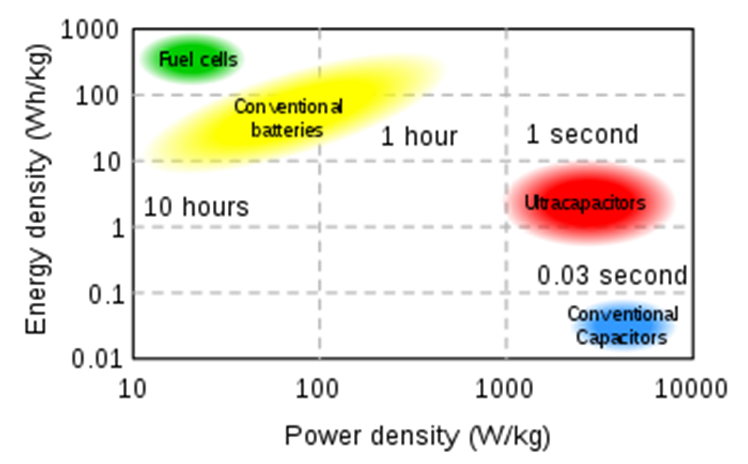 1000
Fuel cells
100
Conventional
batteries
1 hour
1 second
10
10 hours
Ultracapacitors
1
0.03 second
0.1
Conventional
Capacitors
0.01
10
100
1000
10000
Energy density (Wh/kg)
Power density (W/kg)